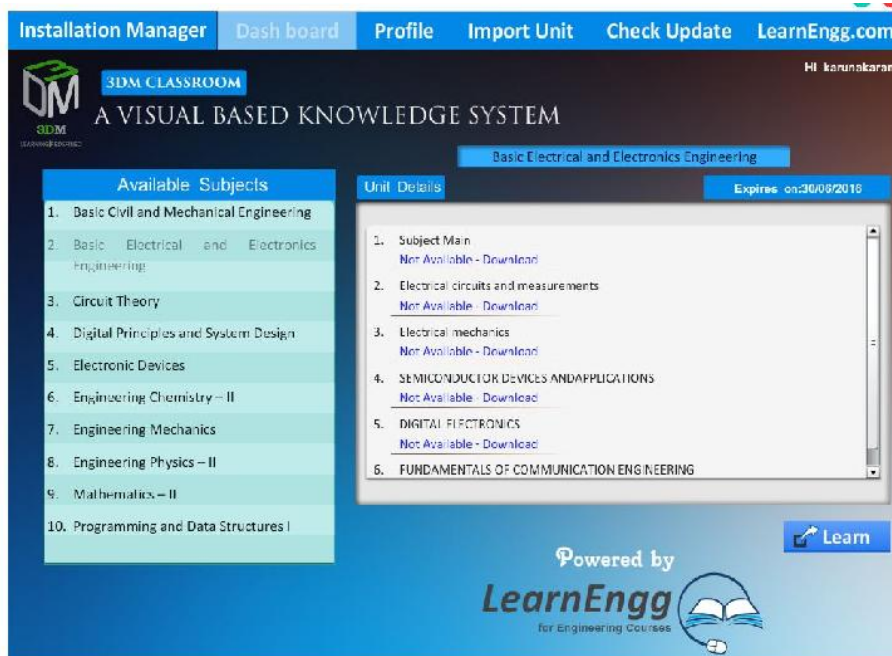 Installation Manager
Dash board
Profile
Import Unit
Check Update
LearnEngg.com
HI karunakaran
3DM
3DM CLASSROOM
A VISUAL BASED KNOWLEDGE SYSTEM
Basic Electrical and Electronics Engineering
Available Subjects
1. Basic Civil and Mechanical Engineering
2. Basic Electrical and Electronics
Engineering
3. Circuit Theory
4. Digital Principles and System Design
5. Electronic Devices
6. Engineering Chemistry – II
7. Engineering Mechanics
8. Engineering Physics – II
9. Mathematics – II
10. Programming and Data Structures I
Unit Details
Expires on:30/06/2016
1. Subject Main
Not Available - Download
2. Electrical circuits and measurements
Not Available - Download
3. Electrical mechanics
Not Available - Download
4. SEMICONDUCTOR DEVICES ANDAPPLICATIONS
Not Available - Download
5. DIGITAL ELECTRONICS
Not Available - Download
6. FUNDAMENTALS OF COMMUNICATION ENGINEERING
Learn
Powered by
LearnEngg
for Engineering Courses